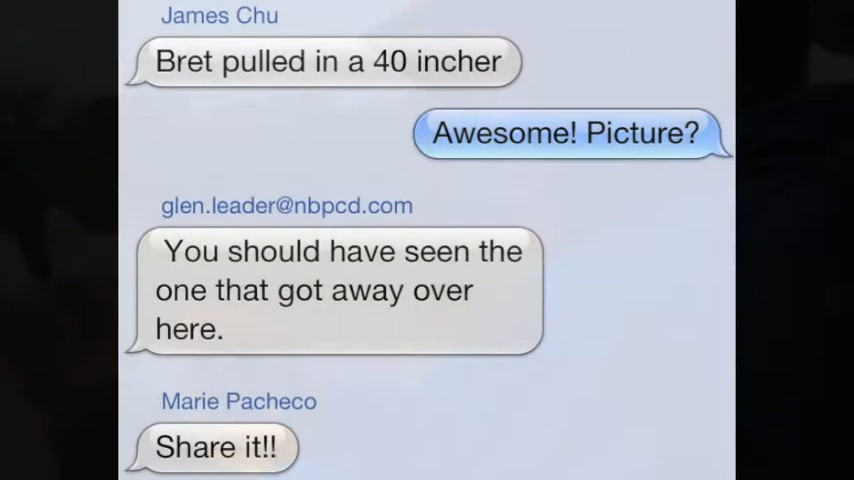 James Chu
Bret pulled in a 40 incher
Awesome! Picture?
glen.leader@nbpcd.com
You should have seen the
one that got away over
here.
Marie Pacheco
Share it!!